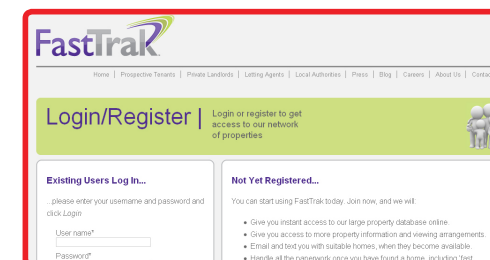 FastTrak
Home | Prospective Tenants | Private Landlords | Letting Agents | Local Authorities | Press | Blog | Careers | About Us | Contac
Login/Register | Login or register to get
access to our network
of properties
Existing Users Log In...
...please enter your username and password and
click Login.
User name*
Password*
Not Yet Registered...
You can start using FastTrak today. Join now, and we will:
• Give you instant access to our large property database online.
• Give you access to more property information and viewing arrangements.
• Email and text you with suitable homes, when they become available.
• Handle all the paperwork once you have found a home, including 'fast